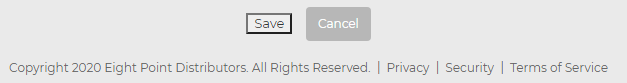 Save Cancel
Copyright 2020 Eight Point Distributors. All Rights Reserved. | Privacy | Security | Terms of Service